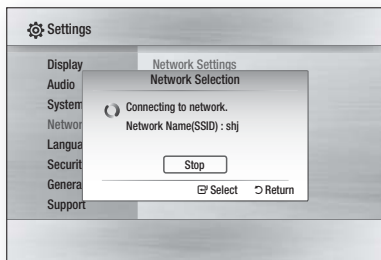 Settings
Display
Network Settings
Audio
Network Selection
System
Connecting to network.
Networ
Network Name(SSID) : shj
Langua
Securit
Stop
Genera
Select
Return
Support